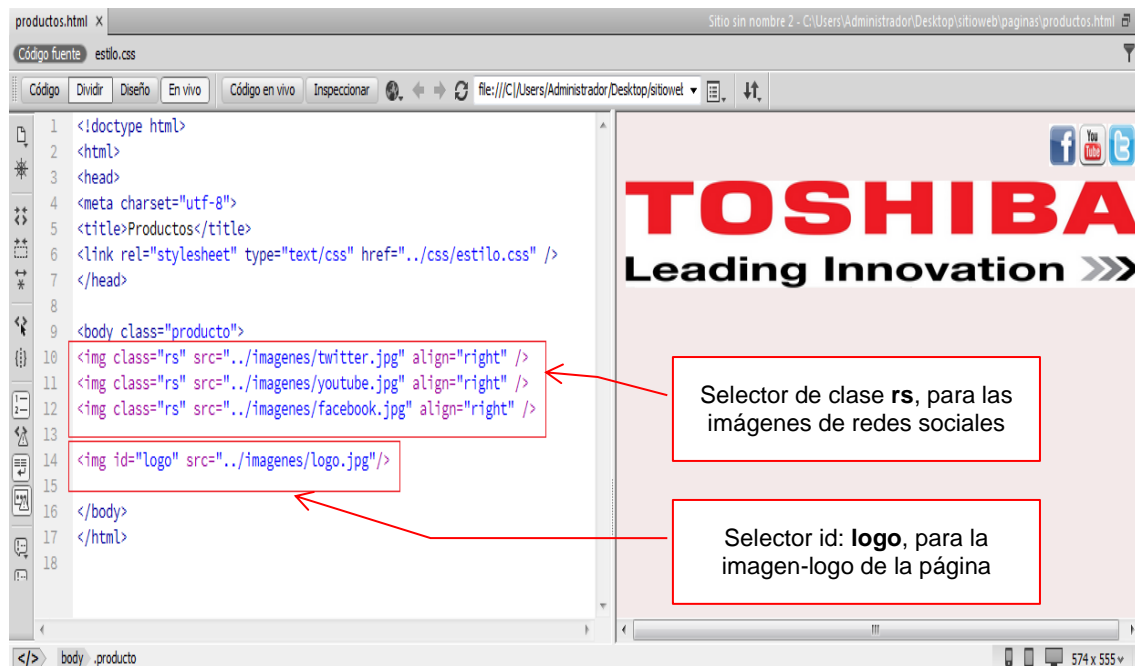 productos.html X
Sitio sin nombre 2 - C:\Users\Administrador\Desktop\sitioweb\paginas\productos.html
Código fuente estilo.css
Código Dividir Diseño En vivo Código en vivo Inspeccionar file:///C|/Users/Administrador/Desktop/sitioweb
1 <!doctype html>
2 <html>
3 <head>
4 <meta charset="utf-8">
5 <title>Productos</title>
6 <link rel="stylesheet" type="text/css" href="../css/estilo.css" />
7 </head>
8
9 <body class="producto">
10 <img class="rs" src="../imagenes/twitter.jpg" align="right" />
11 <img class="rs" src="../imagenes/youtube.jpg" align="right" />
12 <img class="rs" src="../imagenes/facebook.jpg" align="right" />
13
14 <img id="logo" src="../imagenes/logo.jpg"/>
15
16 </body>
17 </html>
18
f You Tube t
TOSHIBA
Leading Innovation >>>
Selector de clase rs, para las
imágenes de redes sociales
Selector id: logo, para la
imagen-logo de la página
</> body .producto
574 x 555